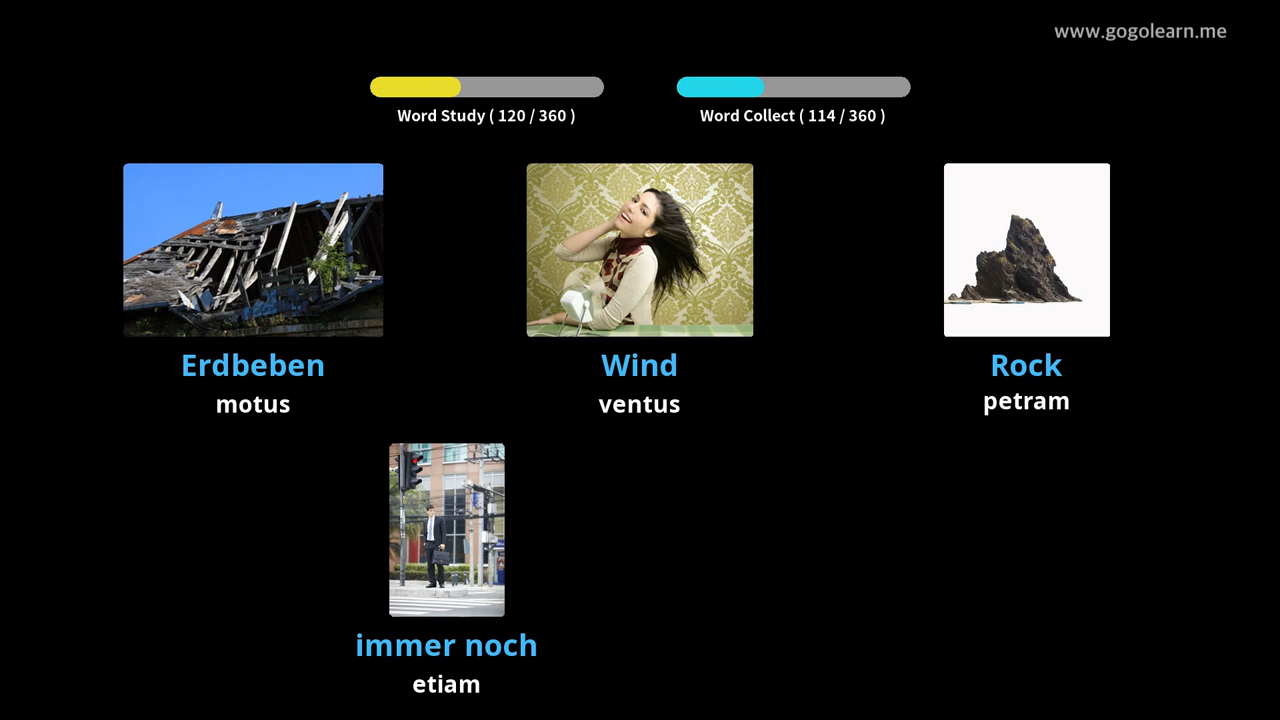 www.gogolearn.me
Word Study ( 120 / 360 )
Word Collect ( 114 / 360 )
Erdbeben
motus
Wind
ventus
Rock
petram
immer noch
etiam